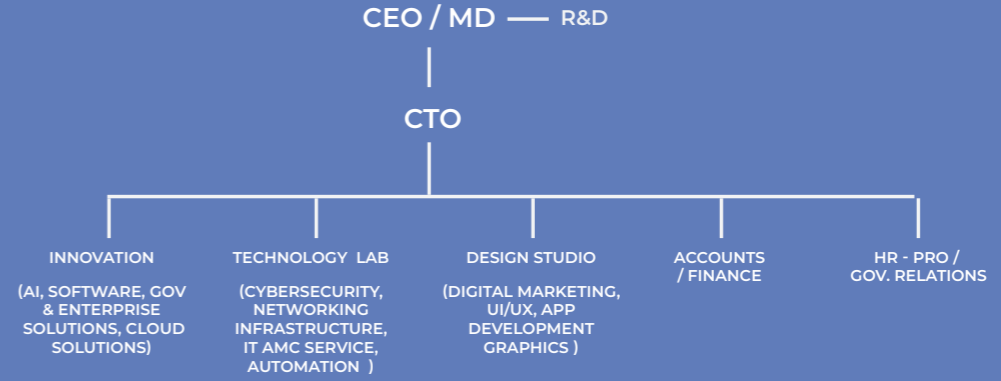 CEO / MD
R&D
CTO
INNOVATION
(AI, SOFTWARE, GOV
& ENTERPRISE
SOLUTIONS, CLOUD
SOLUTIONS)
TECHNOLOGY LAB
(CYBERSECURITY,
NETWORKING
INFRASTRUCTURE,
IT AMC SERVICE,
AUTOMATION )
DESIGN STUDIO
(DIGITAL MARKETING,
UI/UX, APP
DEVELOPMENT
GRAPHICS )
ACCOUNTS
/ FINANCE
HR - PRO /
GOV. RELATIONS